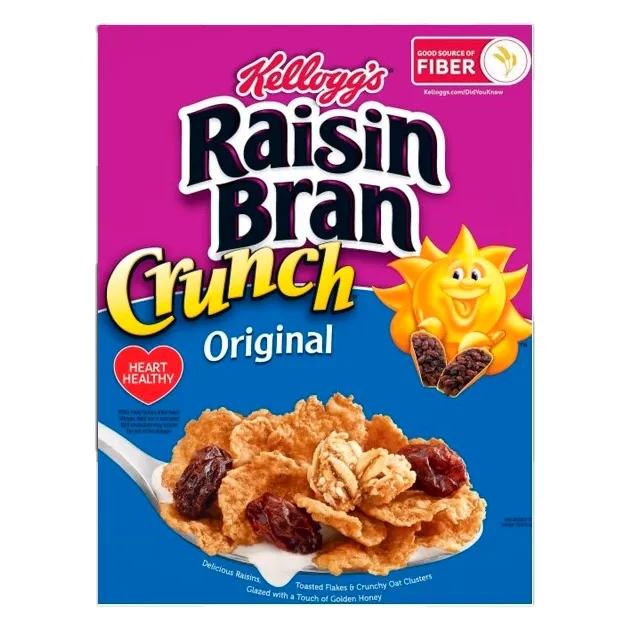 GOOD SOURCE OF
FIBER
Kelloggs.com/DidYouKnow
Kellogg's
Raisin
Bran
Crunch
Original
HEART
HEALTHY
Delicious Raisins, Toasted Flakes & Crunchy Oat Clusters
Glazed with a Touch of Golden Honey